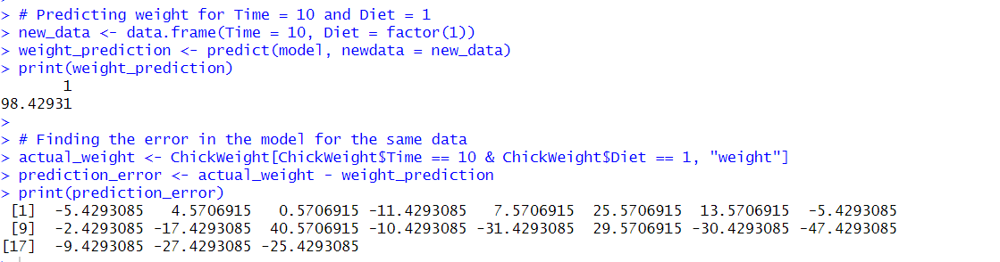 > # Predicting weight for Time = 10 and Diet = 1
> new_data <- data.frame(Time = 10, Diet = factor(1))
> weight_prediction <- predict(model, newdata = new_data)
> print(weight_prediction)
       1
98.42931
>
> # Finding the error in the model for the same data
> actual_weight <- ChickWeight[ChickWeight$Time == 10 & ChickWeight$Diet == 1, "weight"]
> prediction_error <- actual_weight - weight_prediction
> print(prediction_error)
 [1]  -5.4293085   4.5706915   0.5706915 -11.4293085   7.5706915  25.5706915  13.5706915  -5.4293085
 [9]  -2.4293085 -17.4293085  40.5706915 -10.4293085 -31.4293085  29.5706915 -30.4293085 -47.4293085
[17]  -9.4293085 -27.4293085 -25.4293085